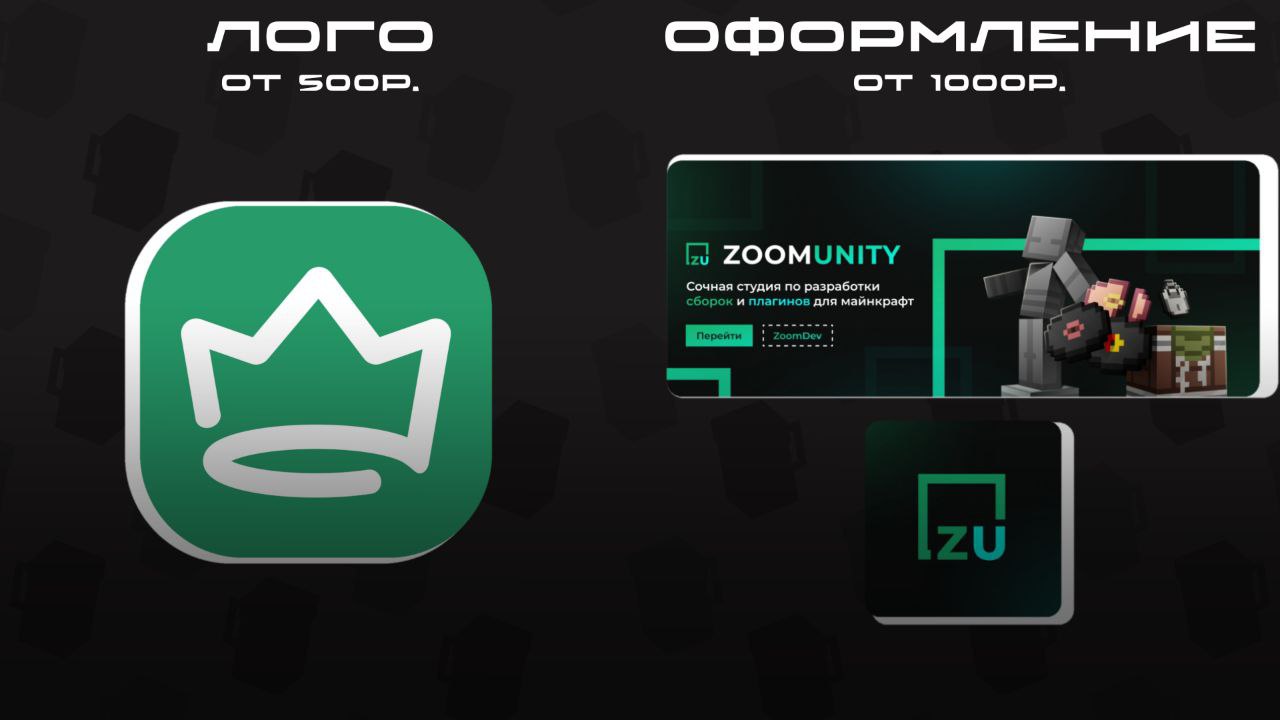 ЛОГО
ОТ 500Р.
ОФОРМЛЕНИЕ
ОТ 1000Р.
ZU ZOOMUNITY
Сочная студия по разработки
сборок и плагинов для майнкрафт
Перейти ZoomDev
ZU